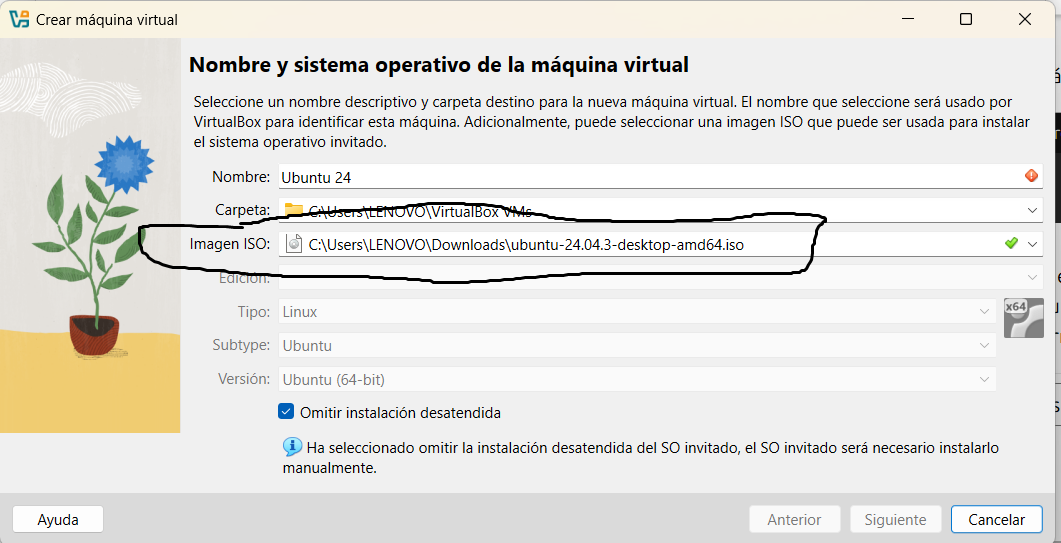 Crear máquina virtual
Nombre y sistema operativo de la máquina virtual
Seleccione un nombre descriptivo y carpeta destino para la nueva máquina virtual. El nombre que seleccione será usado por
VirtualBox para identificar esta máquina. Adicionalmente, puede seleccionar una imagen ISO que puede ser usada para instalar
el sistema operativo invitado.
Nombre: Ubuntu 24
Carpeta: C:\Users\LENOVO\VirtualBox VMs
Imagen ISO: C:\Users\LENOVO\Downloads\ubuntu-24.04.3-desktop-amd64.iso
Edición:
Tipo: Linux
x64
Subtype: Ubuntu
Versión: Ubuntu (64-bit)
Omitir instalación desatendida
Ha seleccionado omitir la instalación desatendida del SO invitado, el SO invitado será necesario instalarlo
manualmente.
Ayuda Anterior Siguiente Cancelar